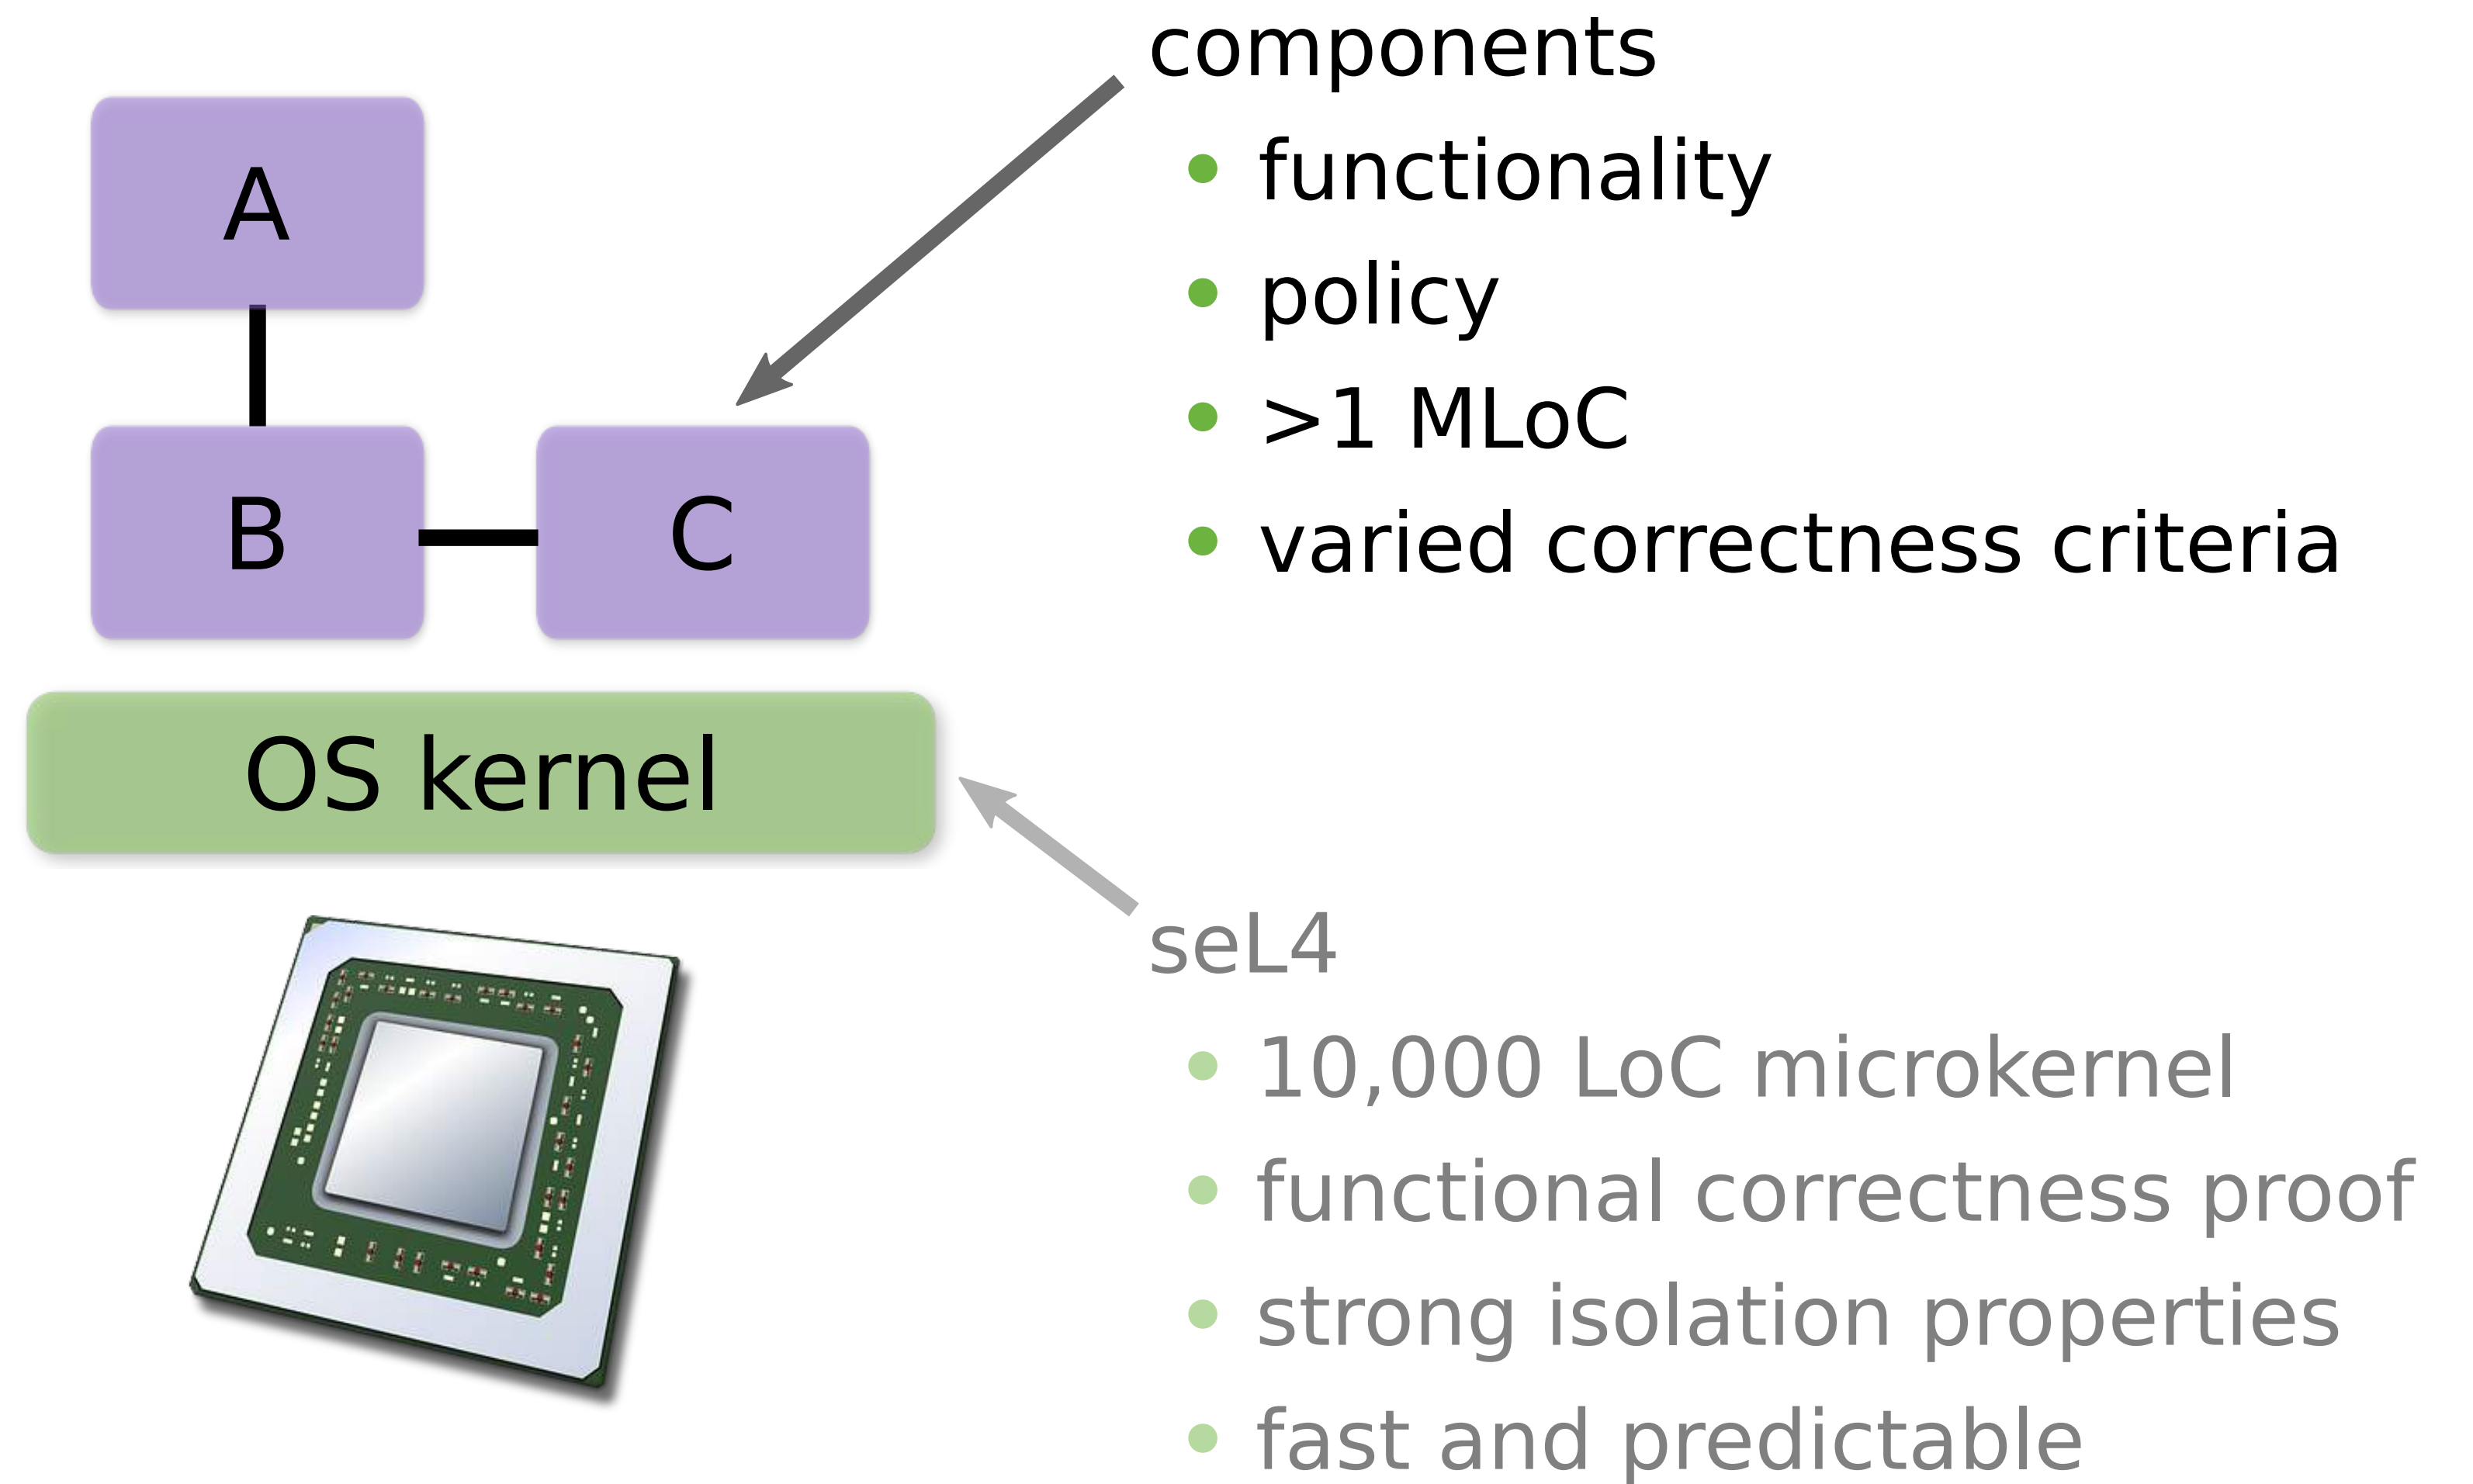 components
• functionality
• policy
• >1 MLoC
• varied correctness criteria
A
B
C
OS kernel
seL4
• 10,000 LoC microkernel
• functional correctness proof
• strong isolation properties
• fast and predictable